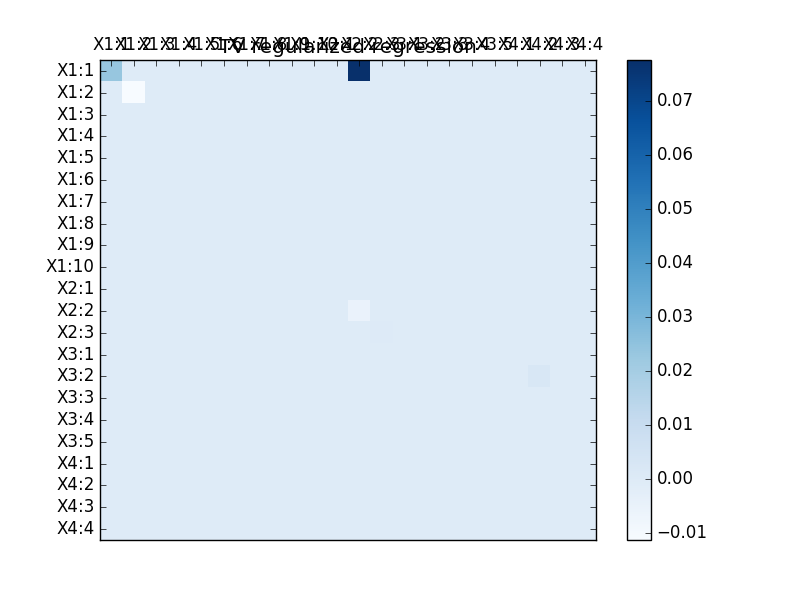 TV regularized regression
X1:1
X1:2
X1:3
X1:4
X1:5
X1:6
X1:7
X1:8
X1:9
X1:10
X2:1
X2:2
X2:3
X3:1
X3:2
X3:3
X3:4
X3:5
X4:1
X4:2
X4:3
X4:4
0.07
0.06
0.05
0.04
0.03
0.02
0.01
0.00
−0.01